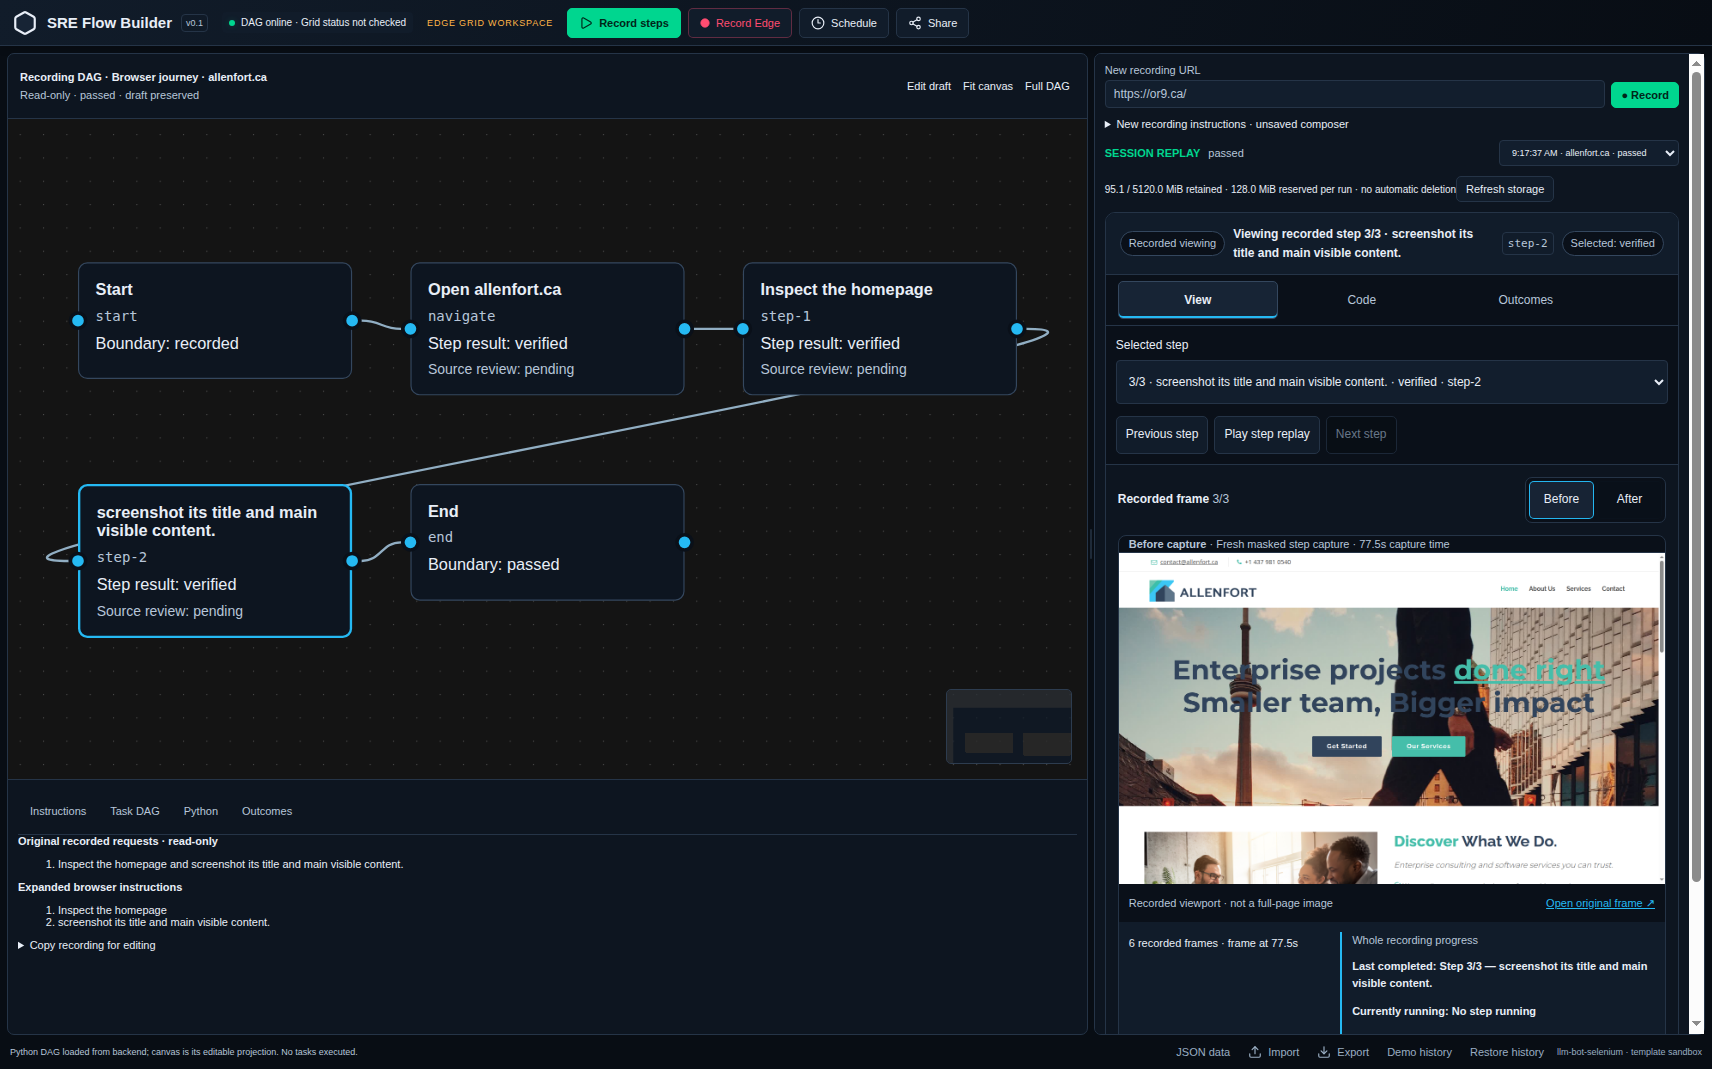 SRE Flow Builder
v0.1
DAG online · Grid status not checked
EDGE GRID WORKSPACE
Record steps
Record Edge
Schedule
Share
Recording DAG · Browser journey · allenfort.ca
Read-only · passed · draft preserved
Edit draft
Fit canvas
Full DAG
Start
start
Boundary: recorded
Open allenfort.ca
navigate
Step result: verified
Source review: pending
Inspect the homepage
step-1
Step result: verified
Source review: pending
screenshot its title and main
visible content.
step-2
Step result: verified
Source review: pending
End
end
Boundary: passed
Instructions
Task DAG
Python
Outcomes
Original recorded requests · read-only
1. Inspect the homepage and screenshot its title and main visible content.
Expanded browser instructions
1. Inspect the homepage
2. screenshot its title and main visible content.
Copy recording for editing
New recording URL
https://or9.ca/
● Record
New recording instructions · unsaved composer
SESSION REPLAY passed
9:17:37 AM · allenfort.ca · passed
95.1 / 5120.0 MiB retained · 128.0 MiB reserved per run · no automatic deletion
Refresh storage
Recorded viewing
Viewing recorded step 3/3 · screenshot its
title and main visible content.
step-2
Selected: verified
View
Code
Outcomes
Selected step
3/3 · screenshot its title and main visible content. · verified · step-2
Previous step
Play step replay
Next step
Recorded frame 3/3
Before
After
Before capture · Fresh masked step capture · 77.5s capture time
contact@allenfort.ca
+1 437 981 0540
ALLENFORT
Home
About Us
Services
Contact
Enterprise projects done right
Smaller team, Bigger impact
Get Started
Our Services
Discover What We Do.
Enterprise consulting and software services you can trust.
Recorded viewport · not a full-page image
Open original frame ↗
6 recorded frames · frame at 77.5s
Whole recording progress
Last completed: Step 3/3 — screenshot its title and main
visible content.
Currently running: No step running
Python DAG loaded from backend; canvas is its editable projection. No tasks executed.
JSON data
Import
Export
Demo history
Restore history
llm-bot-selenium · template sandbox